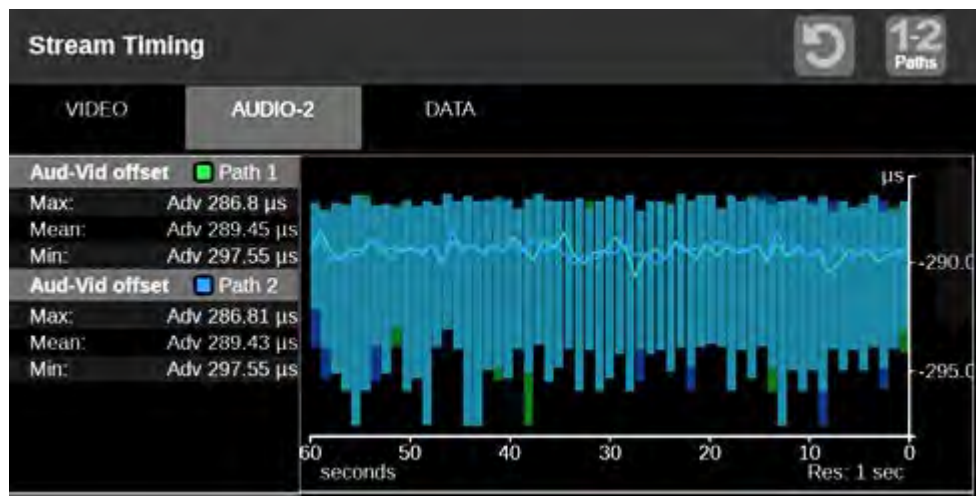 Stream Timing
1-2
Paths
VIDEO
AUDIO-2
DATA
Aud-Vid offset Path 1
Max: Adv 286.8 µs
Mean: Adv 289.45 µs
Min: Adv 297.55 µs
Aud-Vid offset Path 2
Max: Adv 286.81 µs
Mean: Adv 289.43 µs
Min: Adv 297.55 µs
µs
-290.0
-295.0
60 50 40 30 20 10 0
seconds
Res: 1 sec